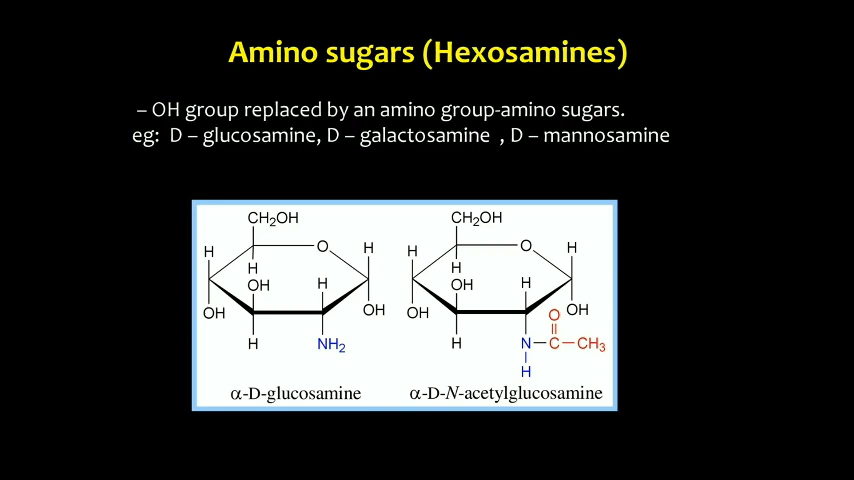 Amino sugars (Hexosamines)
– OH group replaced by an amino group-amino sugars.
eg: D – glucosamine, D – galactosamine , D – mannosamine
CH2OH CH2OH
H O H H O H
H H
OH H OH H
OH OH OH O OH
H NH2 H N C CH3
H
α-D-glucosamine α-D-N-acetylglucosamine